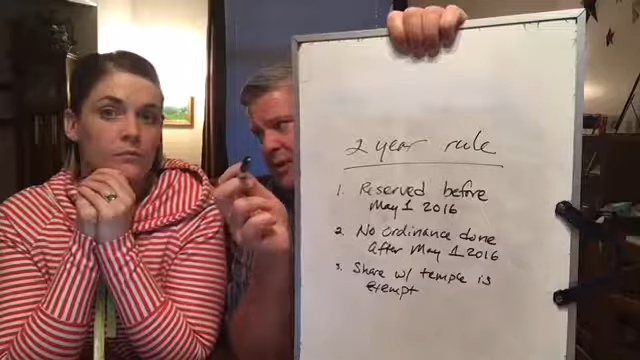 2 year rule
1. Reserved before
May 1 2016
2. No ordinance done
after May 1 2016
3. Share w/ temple is
exempt